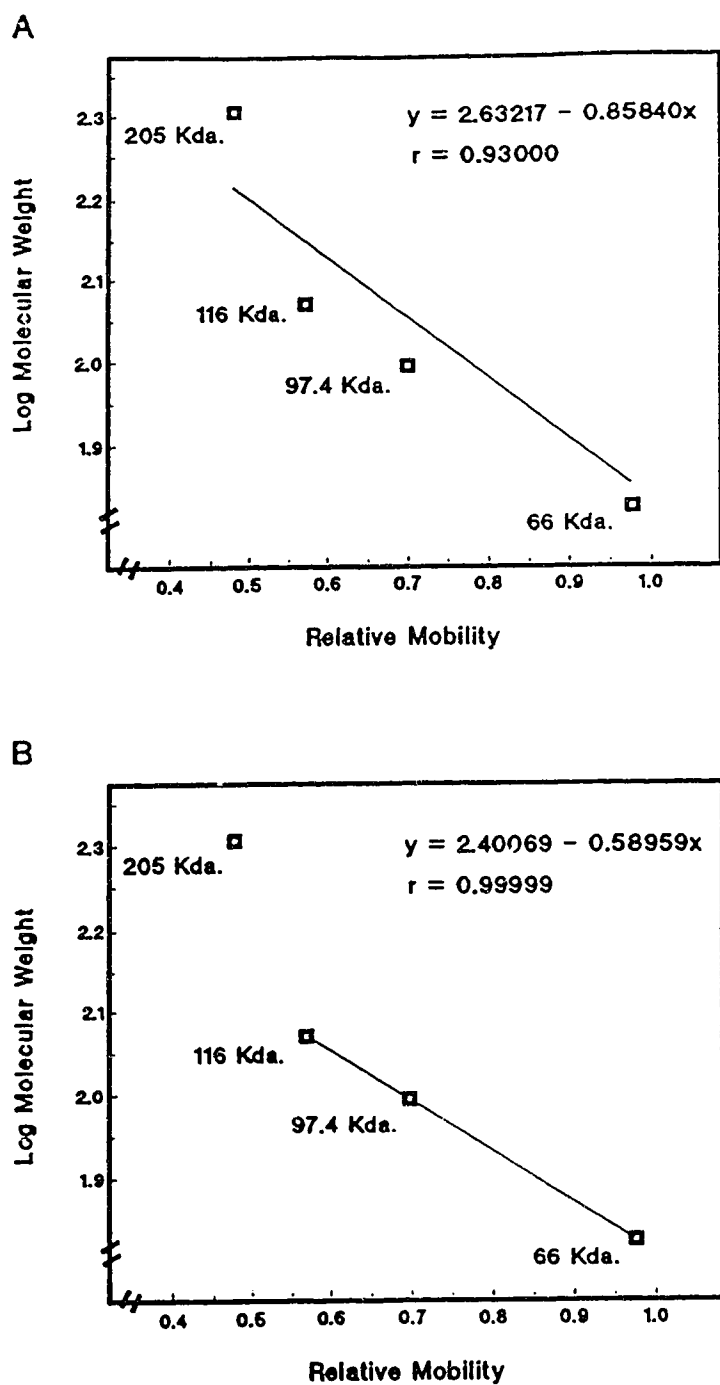 A
y = 2.63217 - 0.85840x
r = 0.93000
205 Kda.
116 Kda.
97.4 Kda.
66 Kda.
2.3
2.2
2.1
2.0
1.9
Log Molecular Weight
0.4 0.5 0.6 0.7 0.8 0.9 1.0
Relative Mobility
B
y = 2.40069 - 0.58959x
r = 0.99999
205 Kda.
116 Kda.
97.4 Kda.
66 Kda.
2.3
2.2
2.1
2.0
1.9
Log Molecular Weight
0.4 0.5 0.6 0.7 0.8 0.9 1.0
Relative Mobility